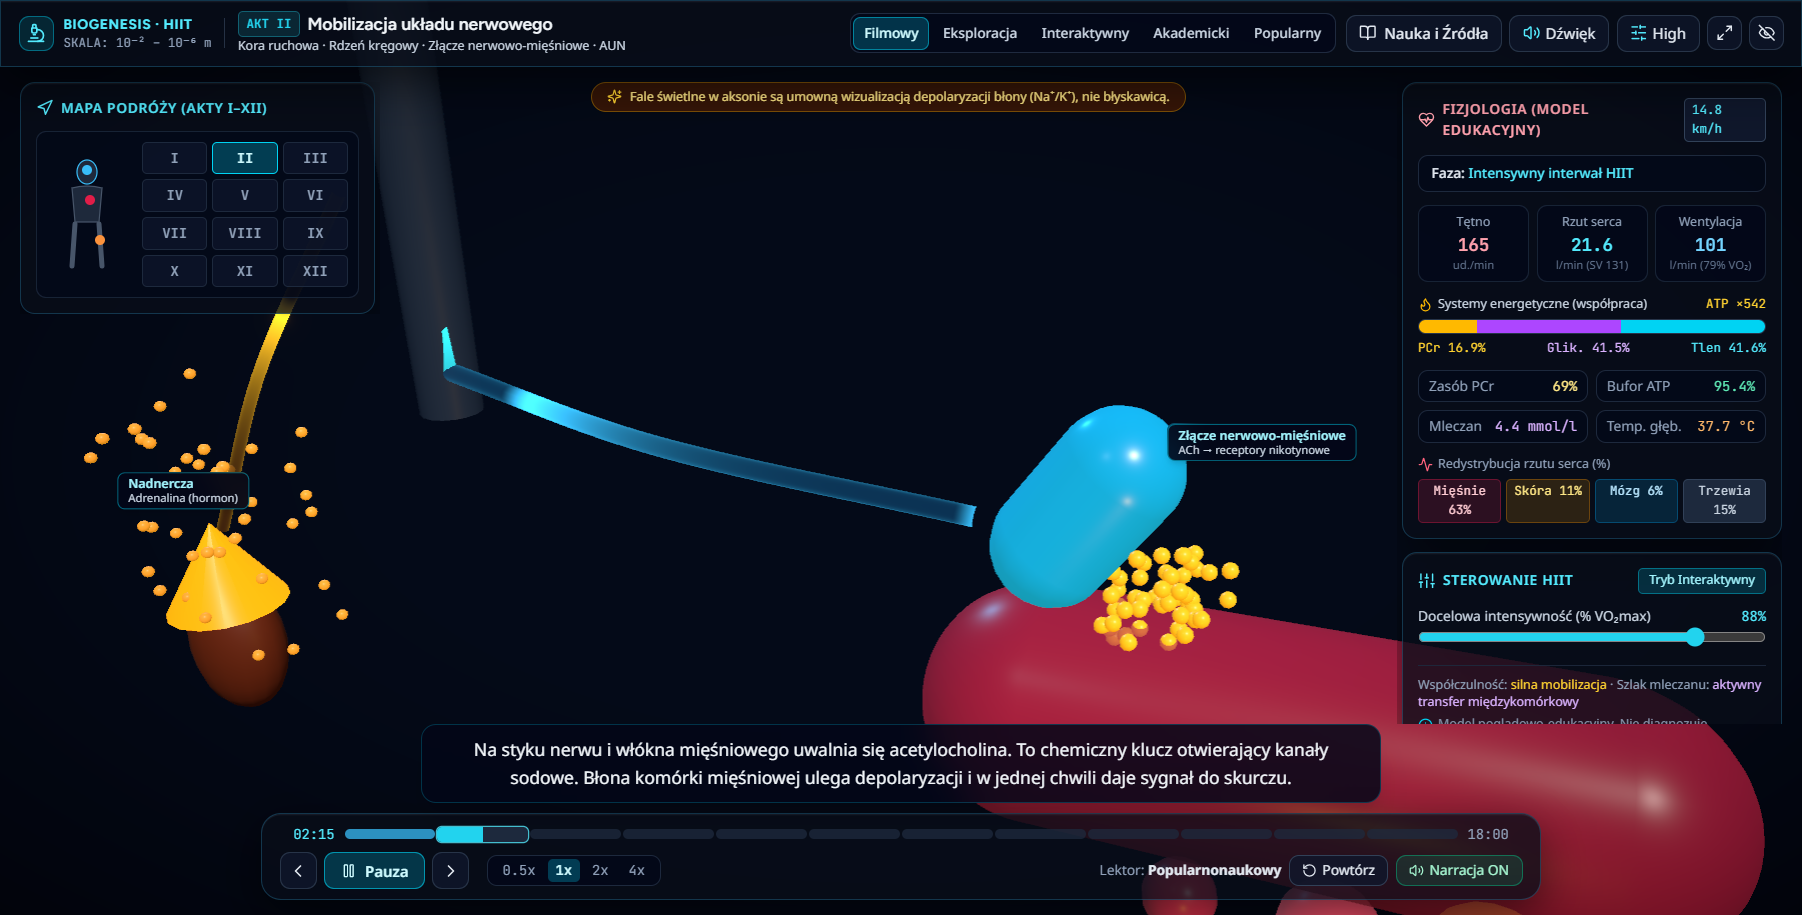 BIOGENESIS · HIIT
SKALA: 10⁻² – 10⁻⁶ m
AKT II Mobilizacja układu nerwowego
Kora ruchowa · Rdzeń kręgowy · Złącze nerwowo-mięśniowe · AUN
Filmowy Eksploracja Interaktywny Akademicki Popularny
Nauka i Źródła
Dźwięk
High
MAPA PODRÓŻY (AKTY I–XII)
I II III
IV V VI
VII VIII IX
X XI XII
Fale świetlne w aksonie są umowną wizualizacją depolaryzacji błony (Na⁺/K⁺), nie błyskawicą.
Nadnercza
Adrenalina (hormon)
Złącze nerwowo-mięśniowe
ACh → receptory nikotynowe
FIZJOLOGIA (MODEL
EDUKACYJNY)
14.8
km/h
Faza: Intensywny interwał HIIT
Tętno Rzut serca Wentylacja
165 21.6 101
ud./min l/min (SV 131) l/min (79% VO₂)
Systemy energetyczne (współpraca) ATP ×542
PCr 16.9% Glik. 41.5% Tlen 41.6%
Zasób PCr 69% Bufor ATP 95.4%
Mleczan 4.4 mmol/l Temp. głęb. 37.7 °C
Redystrybucja rzutu serca (%)
Mięśnie Skóra 11% Mózg 6% Trzewia
63% 15%
STEROWANIE HIIT
Tryb Interaktywny
Docelowa intensywność (% VO₂max) 88%
Współczulność: silna mobilizacja · Szlak mleczanu: aktywny
transfer międzykomórkowy
Model poglądowo-edukacyjny. Nie diagnozuje
Na styku nerwu i włókna mięśniowego uwalnia się acetylocholina. To chemiczny klucz otwierający kanały
sodowe. Błona komórki mięśniowej ulega depolaryzacji i w jednej chwili daje sygnał do skurczu.
02:15 18:00
Pauza
0.5x 1x 2x 4x
Lektor: Popularnonaukowy
Powtórz
Narracja ON